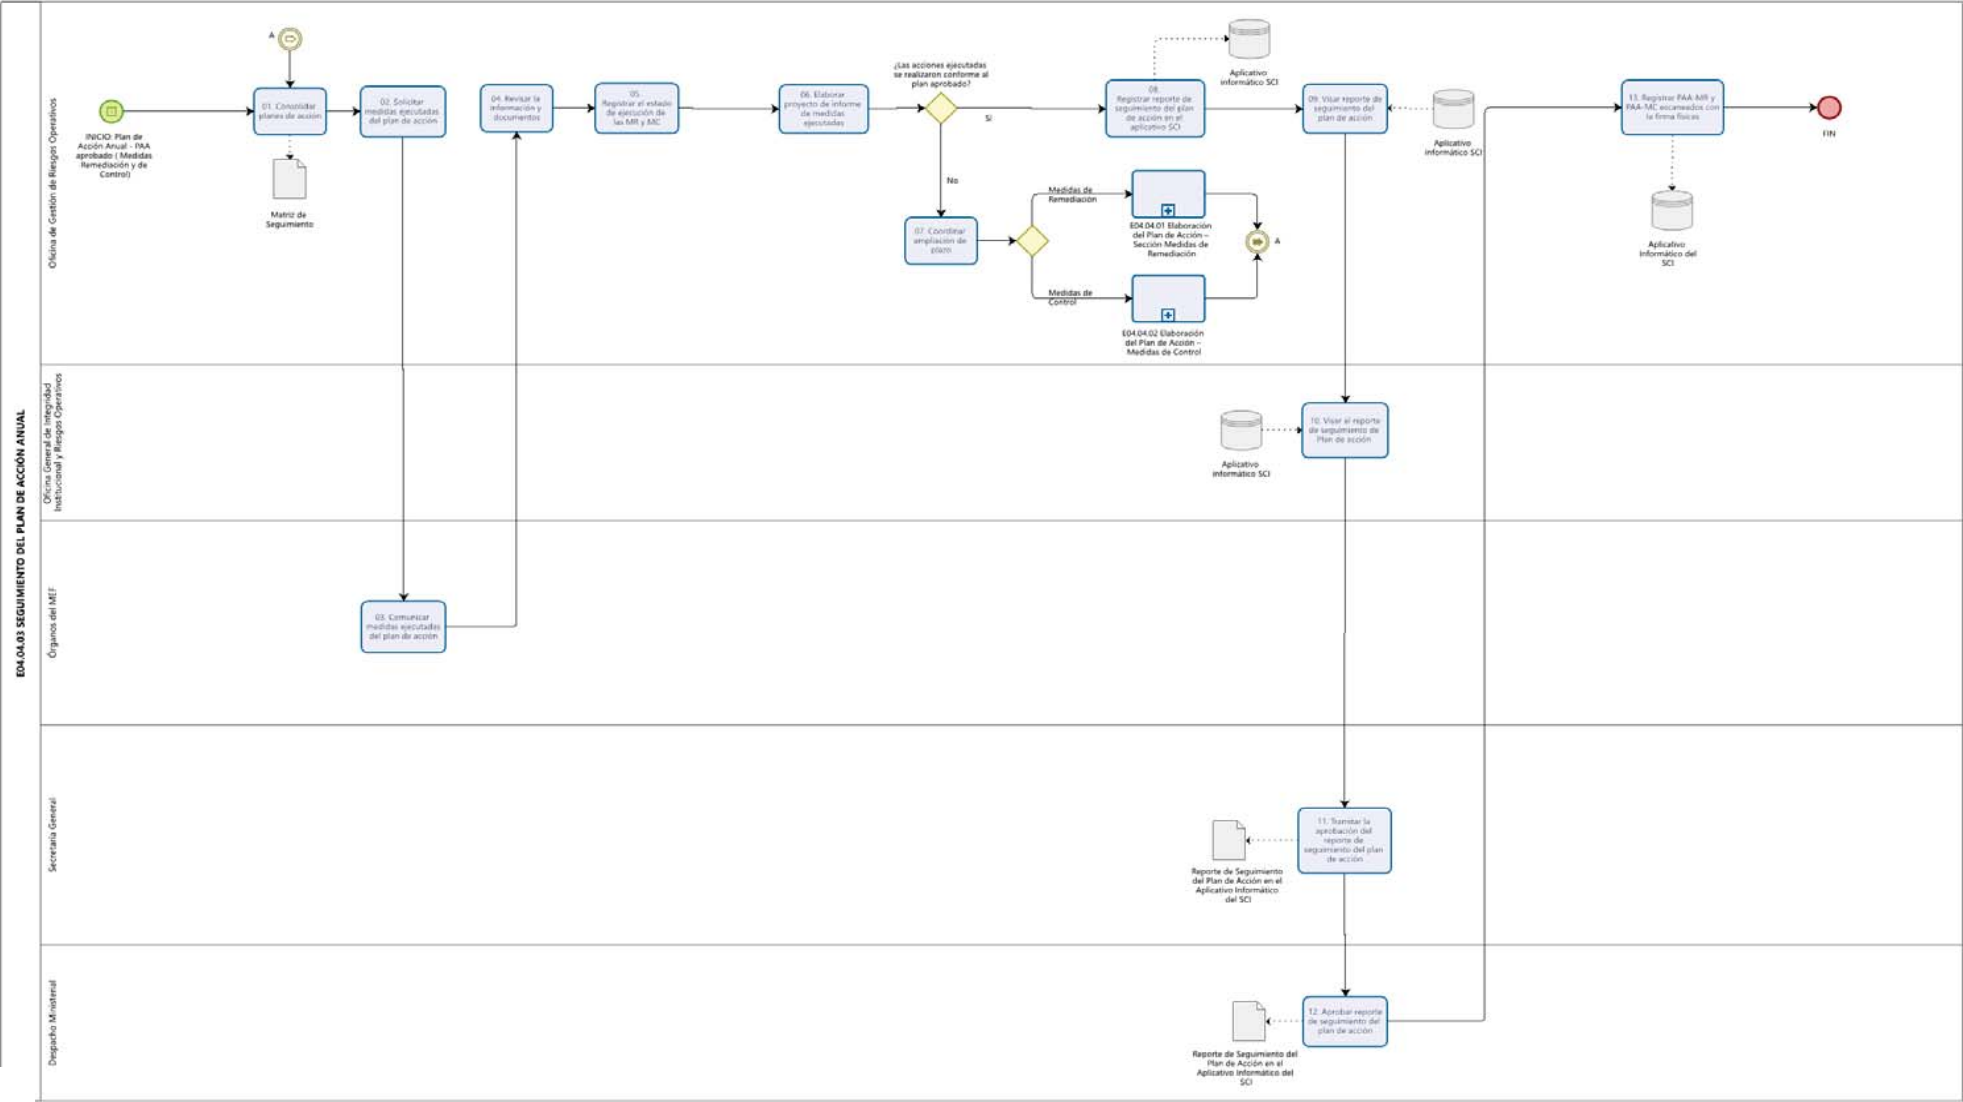 E04.04.03 SEGUIMIENTO DEL PLAN DE ACCIÓN ANUAL
Oficina de Gestión de Riesgos Operativos
A
INICIO: Plan de
Acción Anual - PAA
aprobado ( Medidas
Remediación y de
Control)
01. Consolidar
planes de acción
Matriz de
Seguimiento
02. Solicitar
medidas ejecutadas
del plan de acción
04. Revisar la
información y
documentos
05.
Registrar el estado
de ejecución de
las MR y MC
06. Elaborar
proyecto de informe
de medidas
ejecutadas
¿Las acciones ejecutadas
se realizaron conforme al
plan aprobado?
Si
No
07. Coordinar
ampliación de
plazo
Medidas de
Remediación
E04.04.01 Elaboración
del Plan de Acción –
Sección Medidas de
Remediación
Medidas de
Control
E04.04.02 Elaboración
del Plan de Acción –
Medidas de Control
A
08.
Registrar reporte de
seguimiento del plan
de acción en el
aplicativo SCI
Aplicativo
informático SCI
09. Visar reporte de
seguimiento del
plan de acción
Aplicativo
informático SCI
13. Registrar PAA-MR y
PAA-MC escaneados con
la firma físicas
Aplicativo
Informático del
SCI
FIN
Oficina General de Integridad
Institucional y Riesgos Operativos
Aplicativo
informático SCI
10. Visar el reporte
de seguimiento de
Plan de acción
Órganos del MEF
03. Comunicar
medidas ejecutadas
del plan de acción
Secretaría General
11. Tramitar la
aprobación del
reporte de
seguimiento del plan
de acción
Reporte de Seguimiento
del Plan de Acción en el
Aplicativo Informático
del SCI
Despacho Ministerial
12. Aprobar reporte
de seguimiento del
plan de acción
Reporte de Seguimiento del
Plan de Acción en el
Aplicativo Informático del
SCI